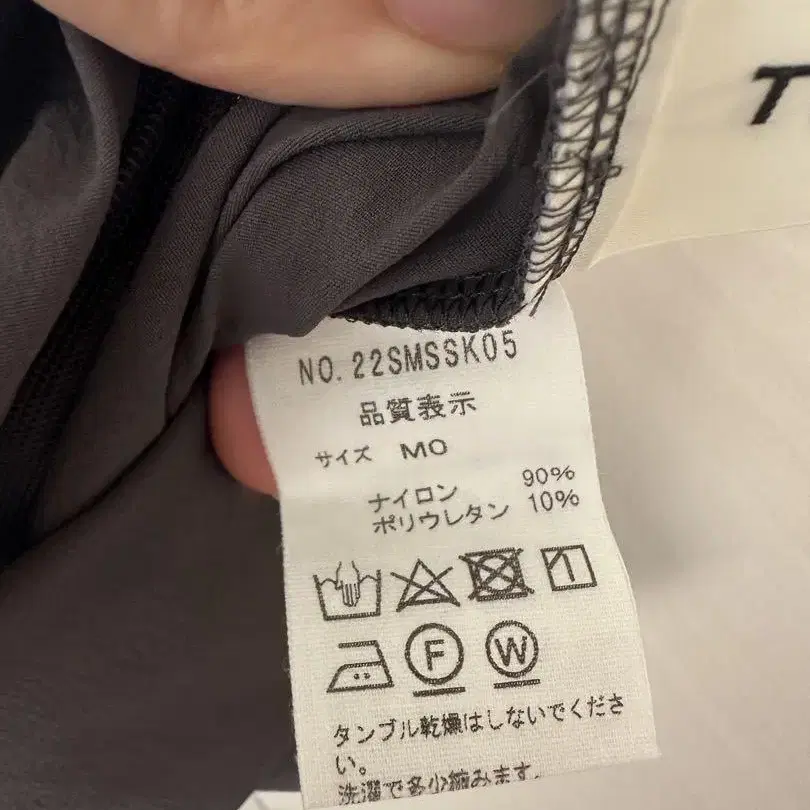 T
NO. 22SMSSK05
品質表示
サイズ MO
ナイロン 90%
ポリウレタン 10%
F W
タンブル乾燥はしないでくださ
い。
洗濯で多少縮みます。